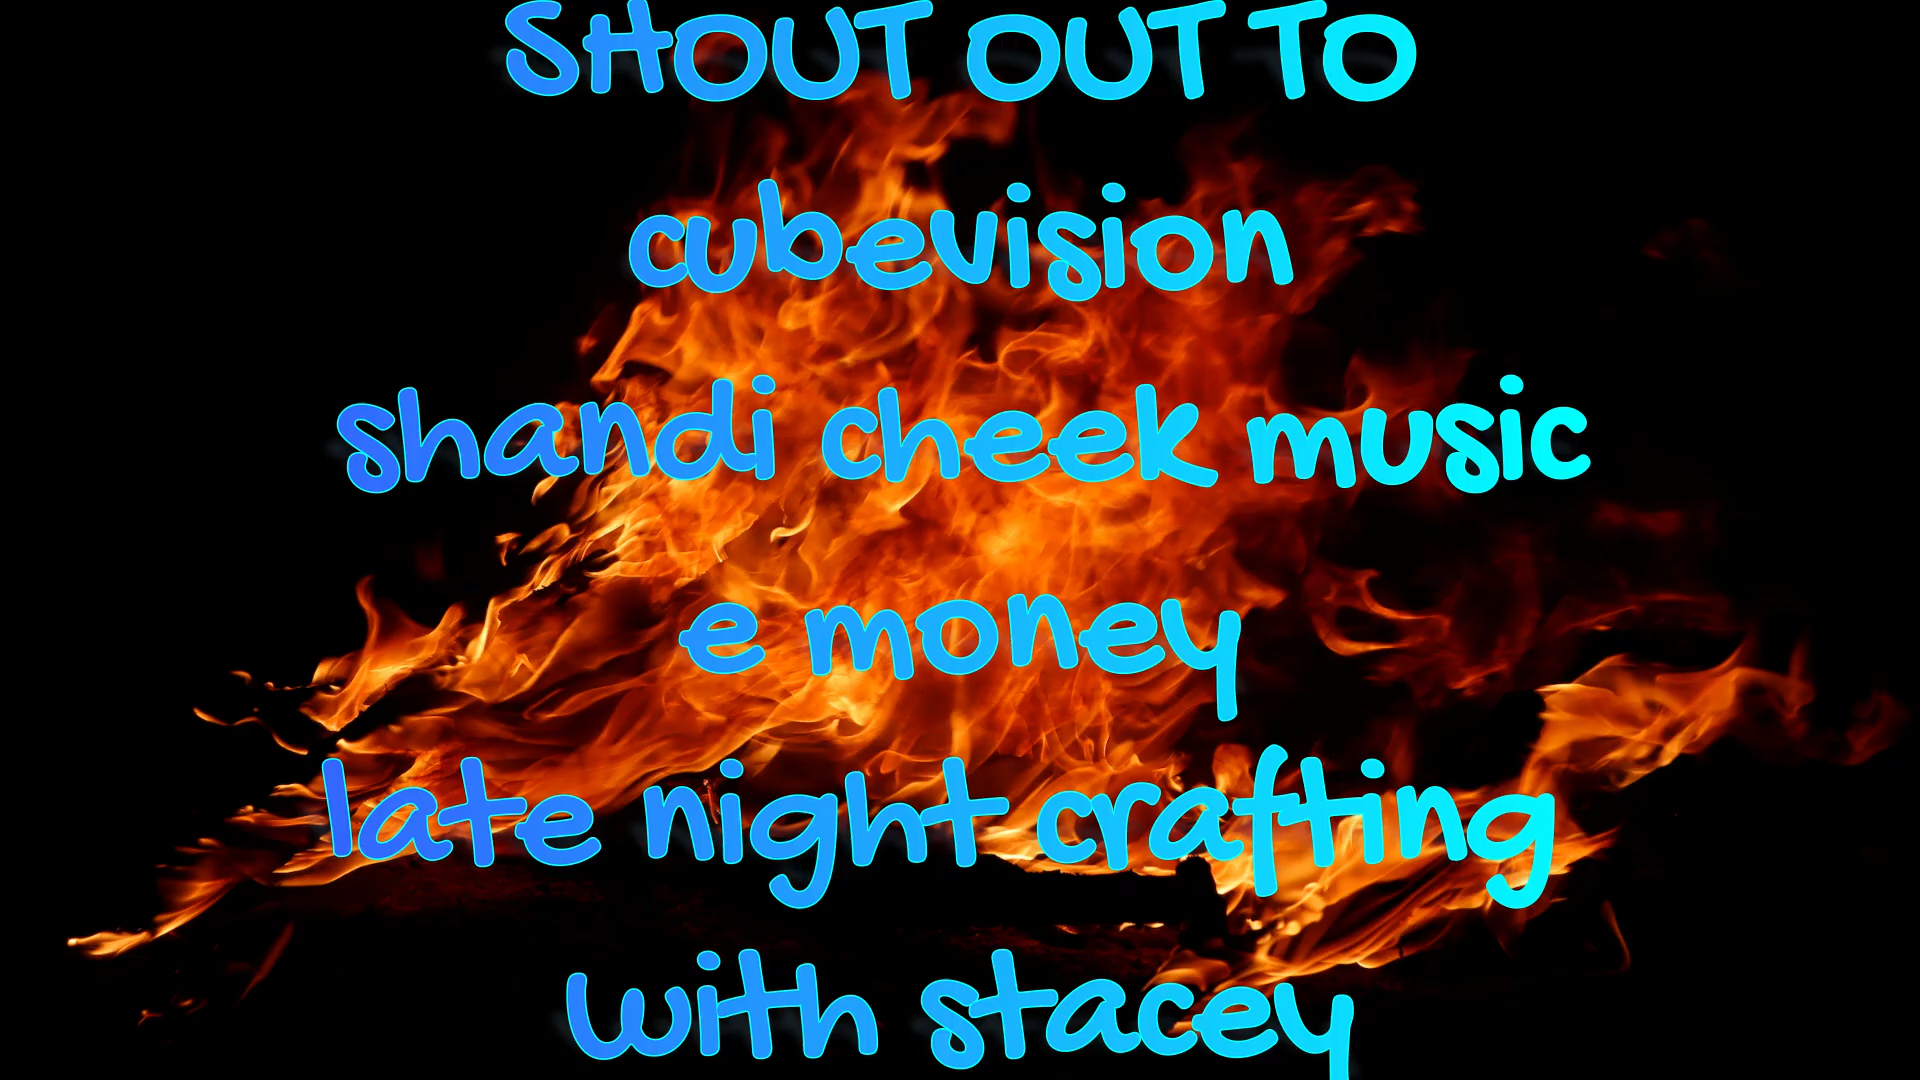 SHOUT OUT TO
cubevision
shandi cheek music
e money
late night crafting
with stacey